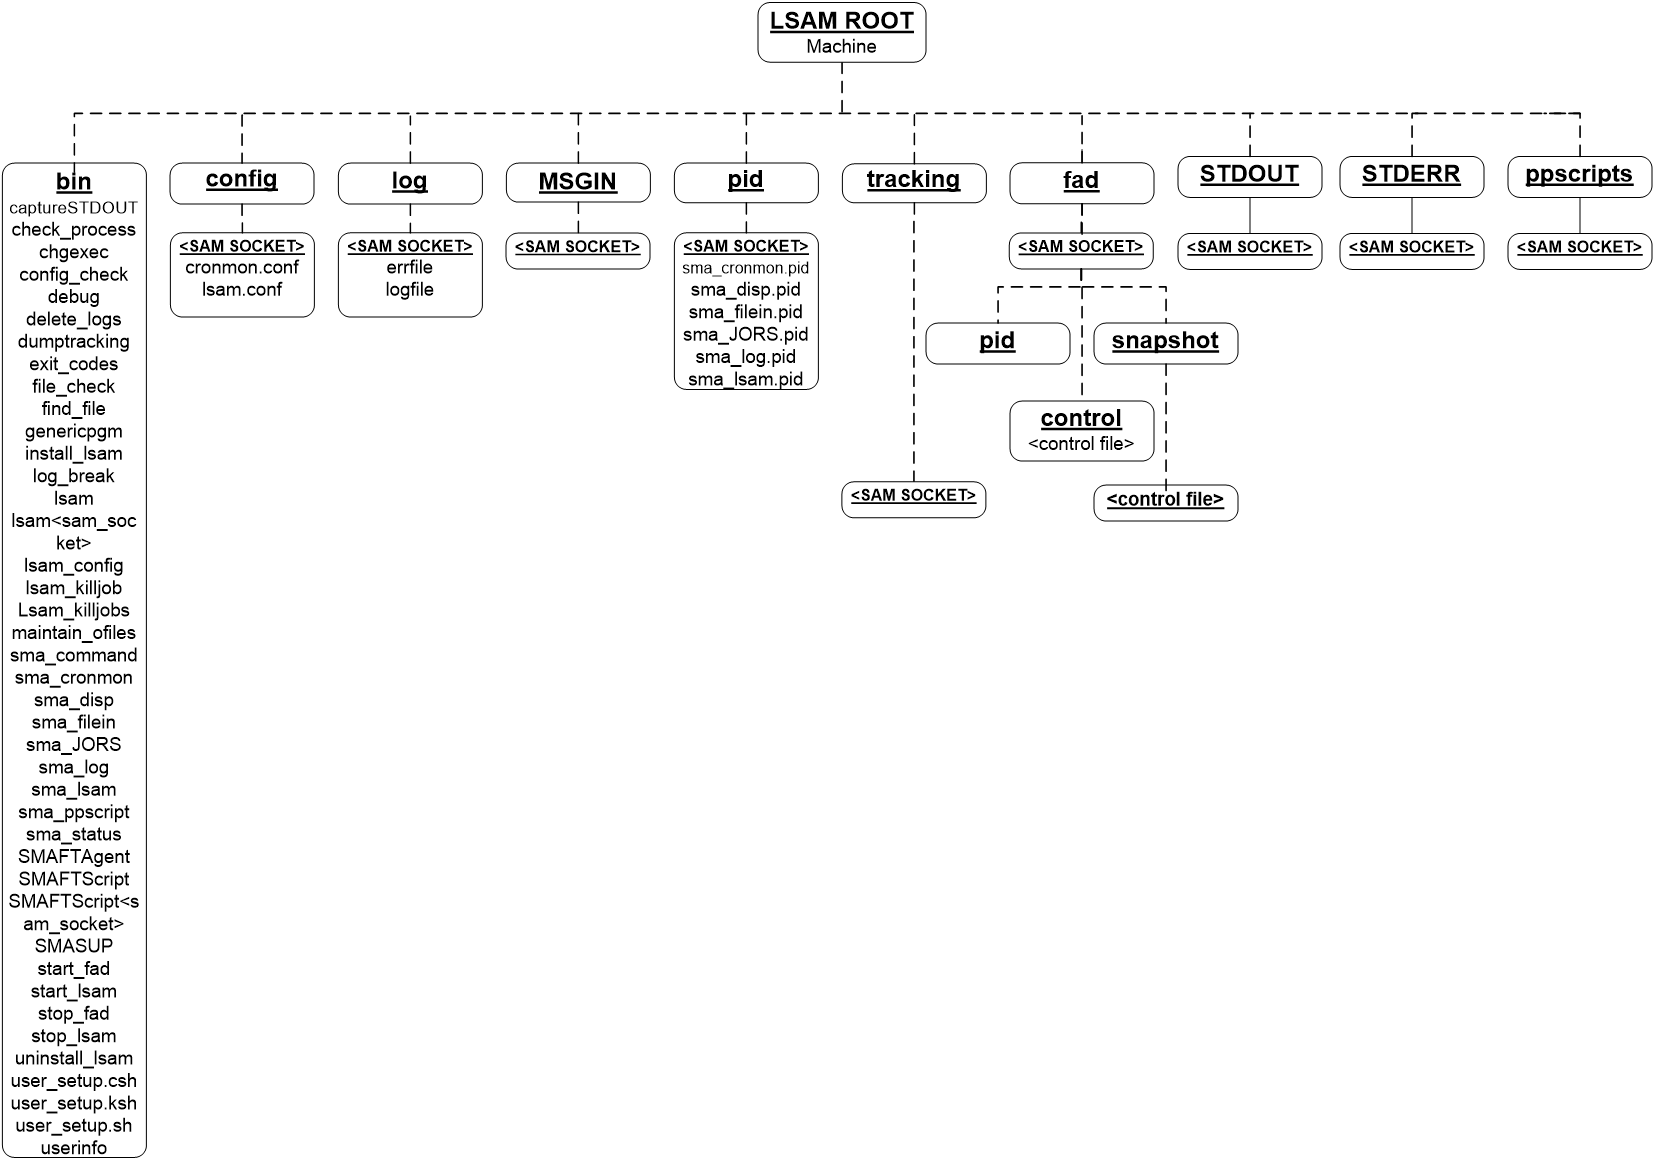 LSAM ROOT
Machine
bin
captureSTDOUT
check_process
chgexec
config_check
debug
delete_logs
dumptracking
exit_codes
file_check
find_file
genericpgm
install_lsam
log_break
lsam
lsam<sam_soc
ket>
lsam_config
lsam_killjob
Lsam_killjobs
maintain_ofiles
sma_command
sma_cronmon
sma_disp
sma_filein
sma_JORS
sma_log
sma_lsam
sma_ppscript
sma_status
SMAFTAgent
SMAFTScript
SMAFTScript<s
am_socket>
SMASUP
start_fad
start_lsam
stop_fad
stop_lsam
uninstall_lsam
user_setup.csh
user_setup.ksh
user_setup.sh
userinfo
config
<SAM SOCKET>
cronmon.conf
lsam.conf
log
<SAM SOCKET>
errfile
logfile
MSGIN
<SAM SOCKET>
pid
<SAM SOCKET>
sma_cronmon.pid
sma_disp.pid
sma_filein.pid
sma_JORS.pid
sma_log.pid
sma_lsam.pid
tracking
<SAM SOCKET>
fad
<SAM SOCKET>
pid
control
<control file>
snapshot
<control file>
STDOUT
<SAM SOCKET>
STDERR
<SAM SOCKET>
ppscripts
<SAM SOCKET>